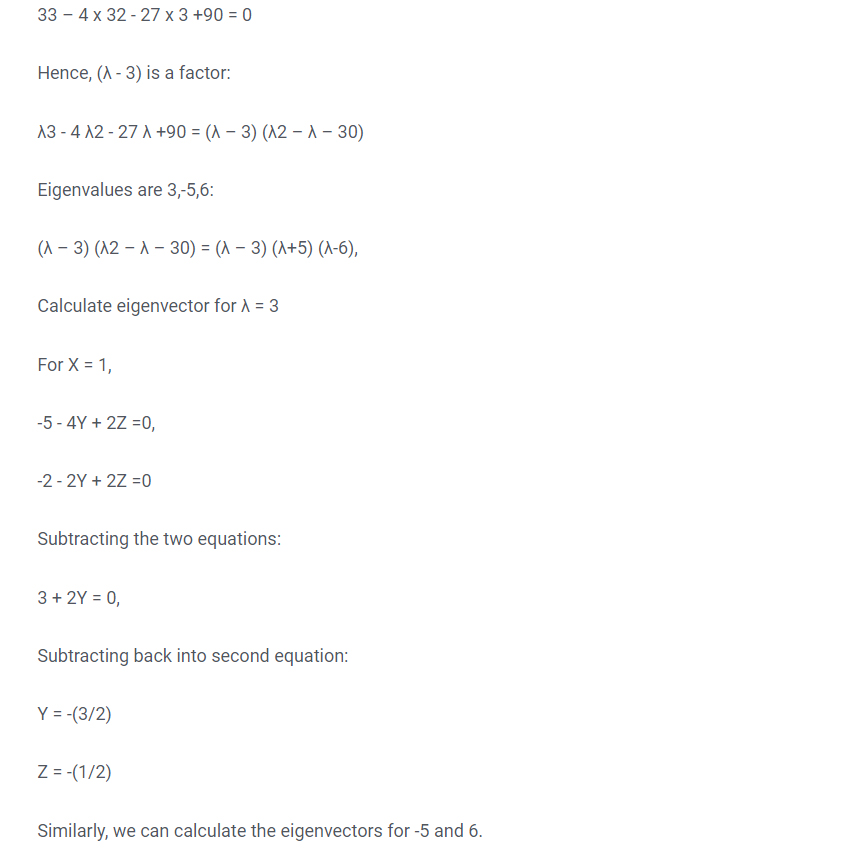 33 – 4 x 32 - 27 x 3 +90 = 0
Hence, (λ - 3) is a factor:
λ3 - 4 λ2 - 27 λ +90 = (λ – 3) (λ2 – λ – 30)
Eigenvalues are 3,-5,6:
(λ – 3) (λ2 – λ – 30) = (λ – 3) (λ+5) (λ-6),
Calculate eigenvector for λ = 3
For X = 1,
-5 - 4Y + 2Z =0,
-2 - 2Y + 2Z =0
Subtracting the two equations:
3 + 2Y = 0,
Subtracting back into second equation:
Y = -(3/2)
Z = -(1/2)
Similarly, we can calculate the eigenvectors for -5 and 6.